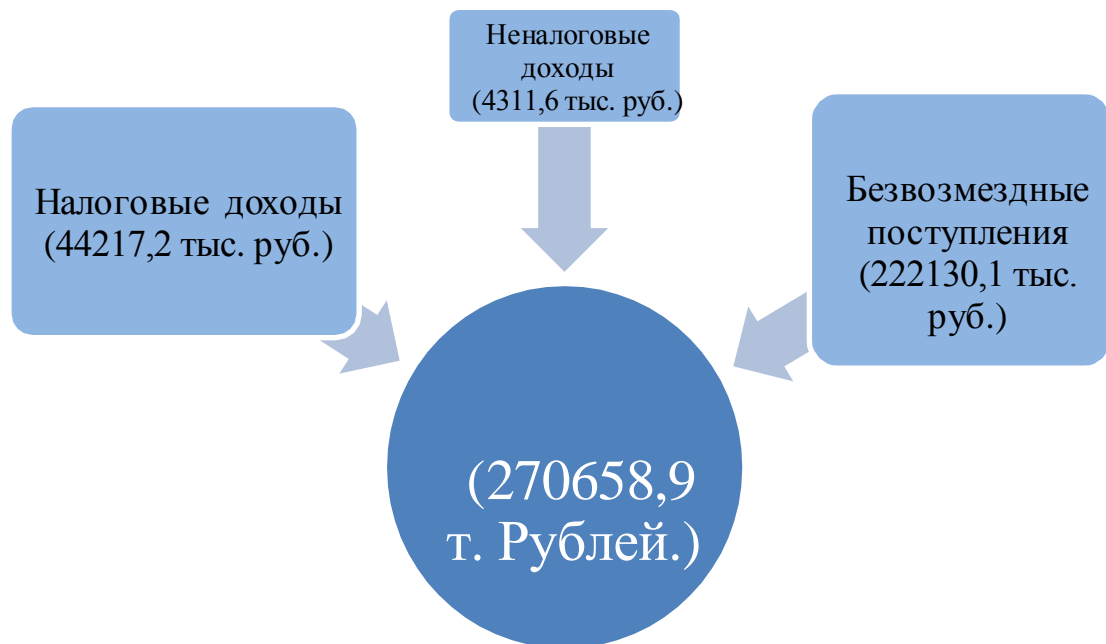 Неналоговые
доходы
(4311,6 тыс. руб.)
Налоговые доходы
(44217,2 тыс. руб.)
Безвозмездные
поступления
(222130,1 тыс.
руб.)
(270658,9
т. Рублей.)